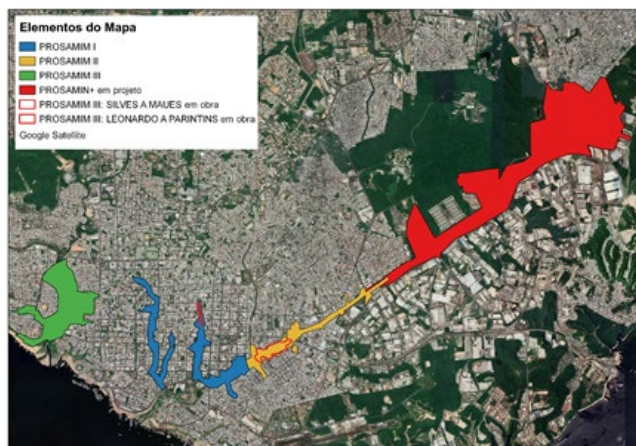 Elementos do Mapa
PROSAMIM I
PROSAMIM II
PROSAMIM III
PROSAMIN+ em projeto
PROSAMIM III: SILVES A MAUES em obra
PROSAMIM III: LEONARDO A PARINTINS em obra
Google Satellite